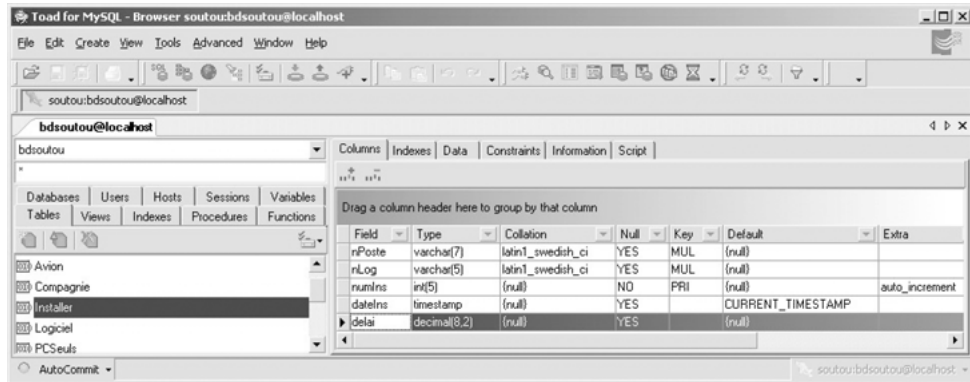 Toad for MySQL - Browser soutou:bdsoutou@localhost
File Edit Create View Tools Advanced Window Help
soutou:bdsoutou@localhost
bdsoutou@localhost
bdsoutou
*
Databases Users Hosts Sessions Variables
Tables Views Indexes Procedures Functions
Avion
Compagnie
Installer
Logiciel
PCSeuls
Columns Indexes Data Constraints Information Script
Drag a column header here to group by that column
Field Type Collation Null Key Default Extra
nPoste varchar(7) latin1_swedish_ci YES MUL {null}
nLog varchar(5) latin1_swedish_ci YES MUL {null}
numIns int(5) {null} NO PRI {null} auto_increment
dateIns timestamp {null} YES CURRENT_TIMESTAMP
delai decimal(8,2) {null} YES {null}
AutoCommit
soutou:bdsoutou@localhost